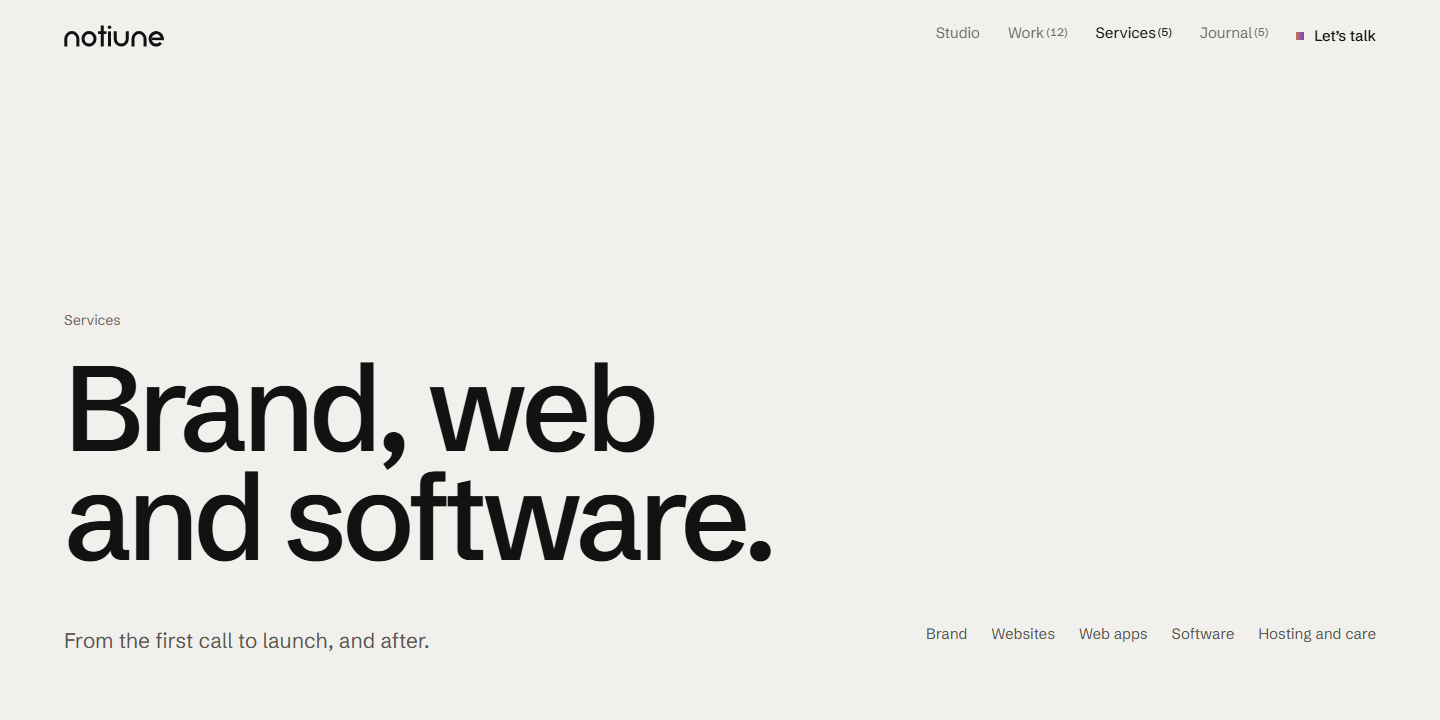 notiune
Studio Work(12) Services(5) Journal(5) Let's talk
Services
Brand, web
and software.
From the first call to launch, and after.
Brand Websites Web apps Software Hosting and care